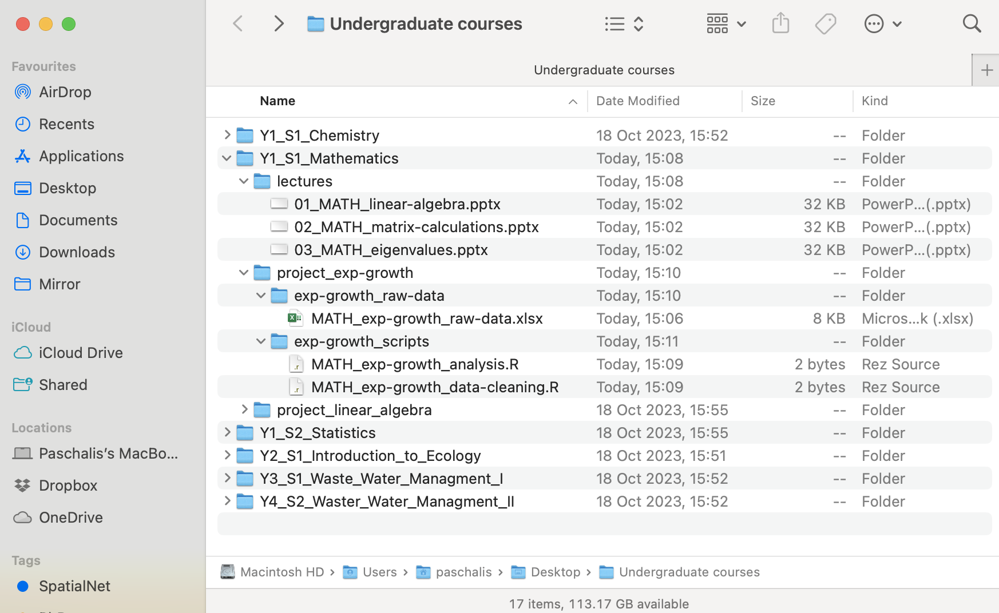 Undergraduate courses
Undergraduate courses
Favourites
AirDrop
Recents
Applications
Desktop
Documents
Downloads
Mirror
iCloud
iCloud Drive
Shared
Locations
Paschalis's MacBo...
Dropbox
OneDrive
Tags
SpatialNet
Name Date Modified Size Kind
Y1_S1_Chemistry 18 Oct 2023, 15:52 -- Folder
Y1_S1_Mathematics Today, 15:08 -- Folder
lectures Today, 15:08 -- Folder
01_MATH_linear-algebra.pptx Today, 15:02 32 KB PowerP...(.pptx)
02_MATH_matrix-calculations.pptx Today, 15:02 32 KB PowerP...(.pptx)
03_MATH_eigenvalues.pptx Today, 15:02 32 KB PowerP...(.pptx)
project_exp-growth Today, 15:10 -- Folder
exp-growth_raw-data Today, 15:10 -- Folder
MATH_exp-growth_raw-data.xlsx Today, 15:06 8 KB Micros...k (.xlsx)
exp-growth_scripts Today, 15:11 -- Folder
MATH_exp-growth_analysis.R Today, 15:09 2 bytes Rez Source
MATH_exp-growth_data-cleaning.R Today, 15:09 2 bytes Rez Source
project_linear_algebra 18 Oct 2023, 15:55 -- Folder
Y1_S2_Statistics 18 Oct 2023, 15:55 -- Folder
Y2_S1_Introduction_to_Ecology 18 Oct 2023, 15:51 -- Folder
Y3_S1_Waste_Water_Managment_I 18 Oct 2023, 15:52 -- Folder
Y4_S2_Waster_Water_Managment_II 18 Oct 2023, 15:52 -- Folder
Macintosh HD › Users › paschalis › Desktop › Undergraduate courses
17 items, 113.17 GB available